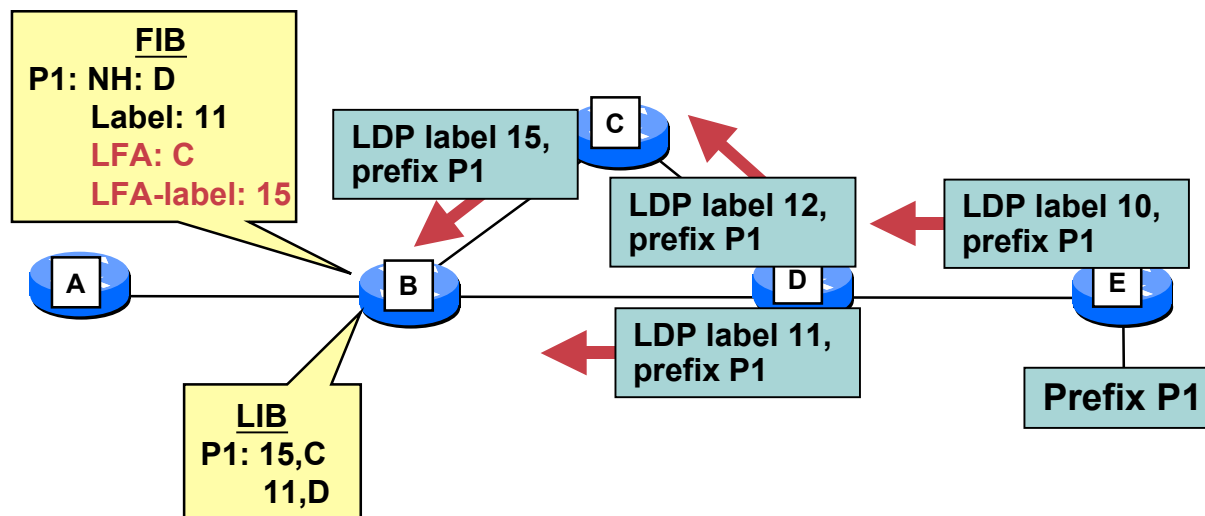 FIB
P1: NH: D
Label: 11
LFA: C
LFA-label: 15
LDP label 15,
prefix P1
C
LDP label 12,
prefix P1
LDP label 10,
prefix P1
A
B
D
E
LDP label 11,
prefix P1
Prefix P1
LIB
P1: 15,C
11,D